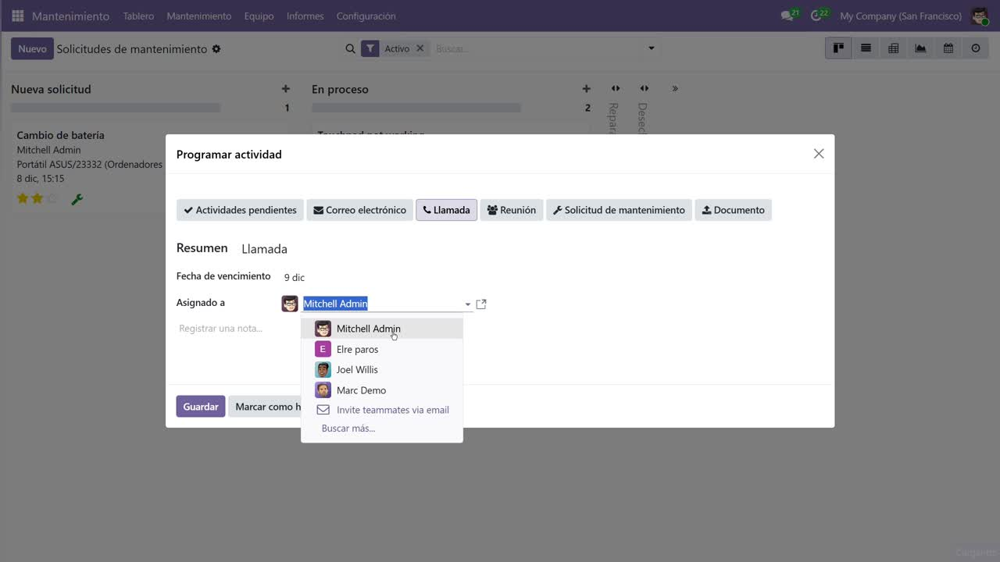 Mantenimiento Tablero Mantenimiento Equipo Informes Configuración 21 22 My Company (San Francisco)
Nuevo Solicitudes de mantenimiento Activo Buscar...
Nueva solicitud 1
En proceso 2
Cambio de batería
Mitchell Admin
Portátil ASUS/23332 (Ordenadores
8 dic, 15:15
Touchpad not working
Programar actividad
Actividades pendientes Correo electrónico Llamada Reunión Solicitud de mantenimiento Documento
Resumen Llamada
Fecha de vencimiento 9 dic
Asignado a Mitchell Admin
Registrar una nota...
Mitchell Admin
E Elre paros
Joel Willis
Marc Demo
Invite teammates via email
Buscar más...
Guardar Marcar como h